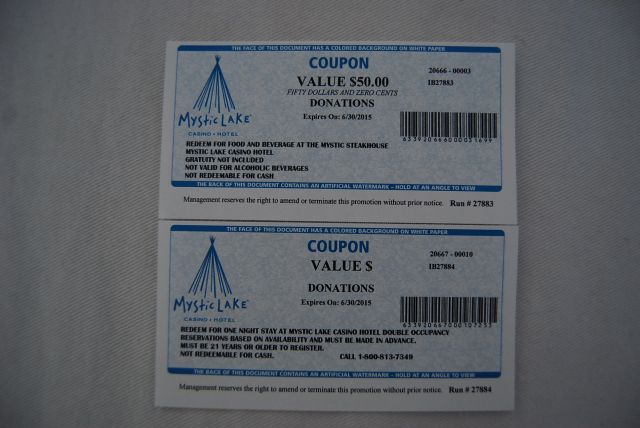 THE FACE OF THIS DOCUMENT HAS A COLORED BACKGROUND ON WHITE PAPER
COUPON
VALUE $50.00
FIFTY DOLLARS AND ZERO CENTS
DONATIONS
Expires On: 6/30/2015
20666 - 00003
IB27883
MYSTIC LAKE
CASINO • HOTEL
633920666000031699
REDEEM FOR FOOD AND BEVERAGE AT THE MYSTIC STEAKHOUSE
MYSTIC LAKE CASINO HOTEL
GRATUITY NOT INCLUDED
NOT VALID FOR ALCOHOLIC BEVERAGES
NOT REDEEMABLE FOR CASH
THE BACK OF THIS DOCUMENT CONTAINS AN ARTIFICIAL WATERMARK – HOLD AT AN ANGLE TO VIEW
Management reserves the right to amend or terminate this promotion without prior notice. Run # 27883
THE FACE OF THIS DOCUMENT HAS A COLORED BACKGROUND ON WHITE PAPER
COUPON
VALUE $
DONATIONS
Expires On: 6/30/2015
20667 - 00010
IB27884
MYSTIC LAKE
CASINO • HOTEL
633920667000107253
REDEEM FOR ONE NIGHT STAY AT MYSTIC LAKE CASINO HOTEL DOUBLE OCCUPANCY
RESERVATIONS BASED ON AVAILABILITY AND MUST BE MADE IN ADVANCE.
MUST BE 21 YEARS OR OLDER TO REGISTER.
NOT REDEEMABLE FOR CASH. CALL 1-800-813-7349
THE BACK OF THIS DOCUMENT CONTAINS AN ARTIFICIAL WATERMARK – HOLD AT AN ANGLE TO VIEW
Management reserves the right to amend or terminate this promotion without prior notice. Run # 27884